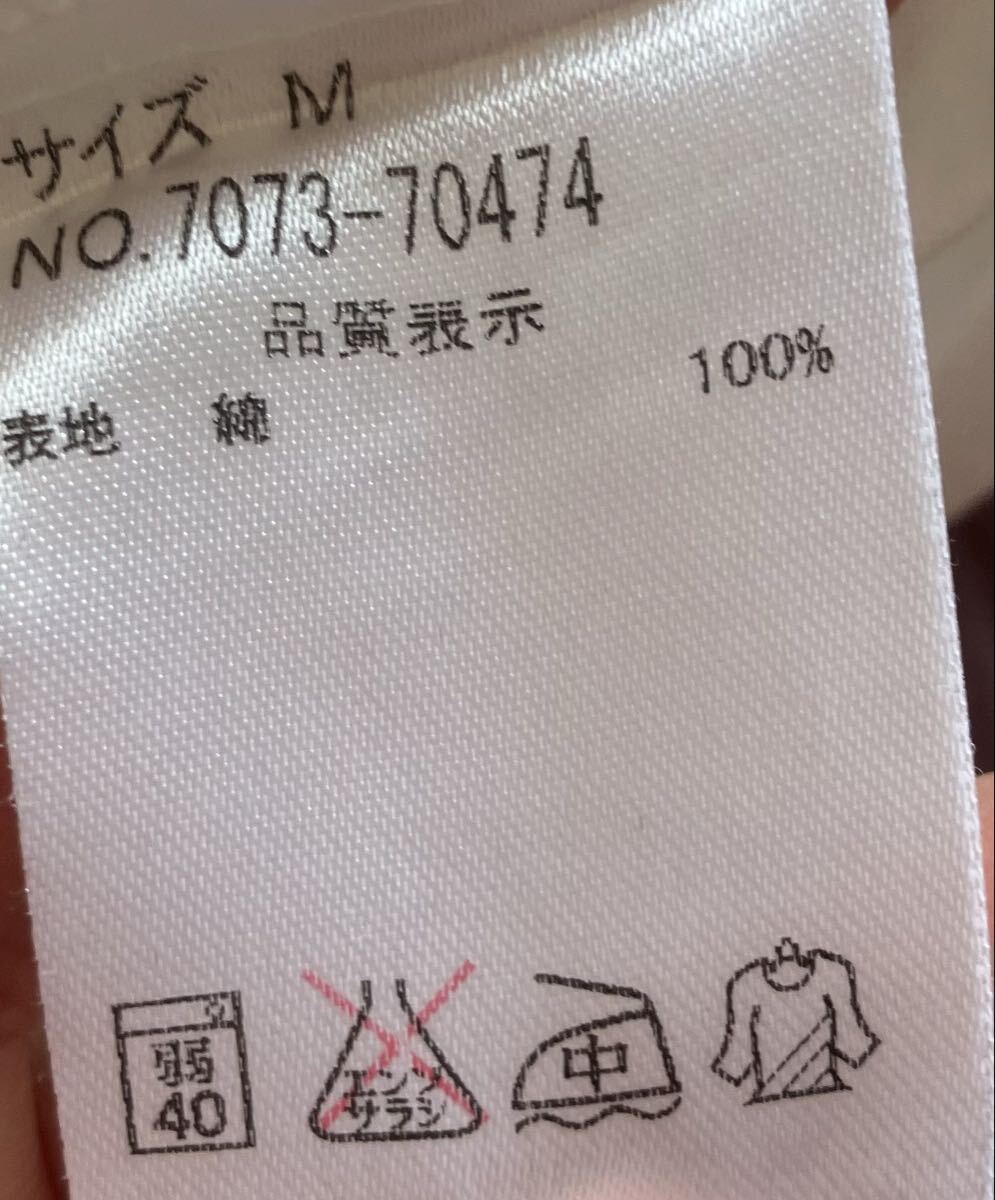 サイズ M
NO.7073-70474
品質表示
表地 綿 100%
弱
40
エンソ
サラシ
中